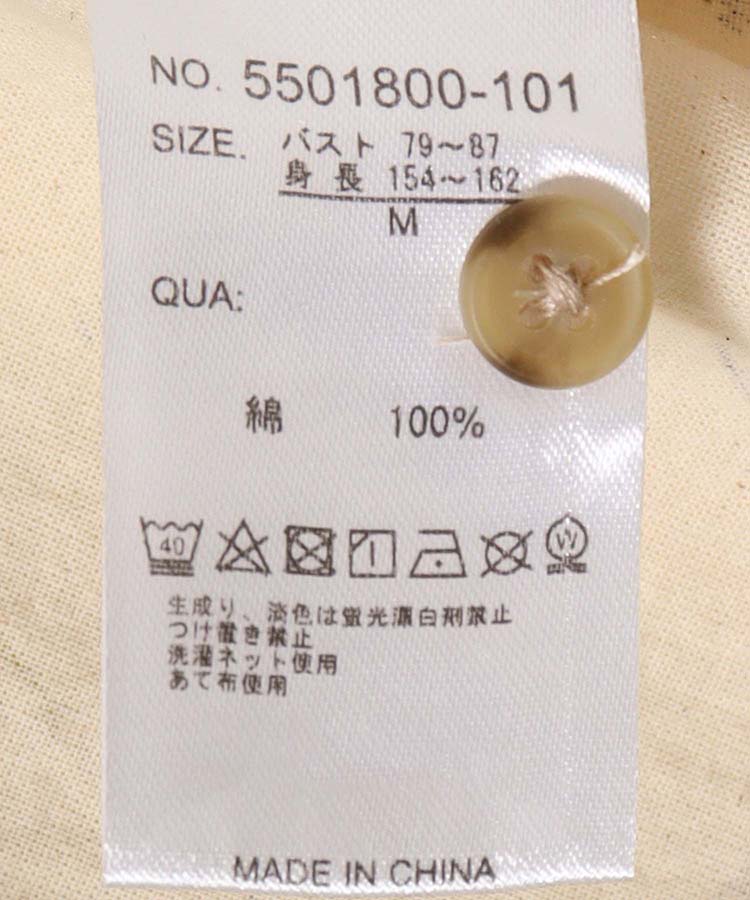 NO. 5501800-101
SIZE. バスト 79〜87
身長 154〜162
M
QUA:
綿 100%
40 W
生成り、淡色は蛍光漂白剤禁止
つけ置き禁止
洗濯ネット使用
あて布使用
MADE IN CHINA